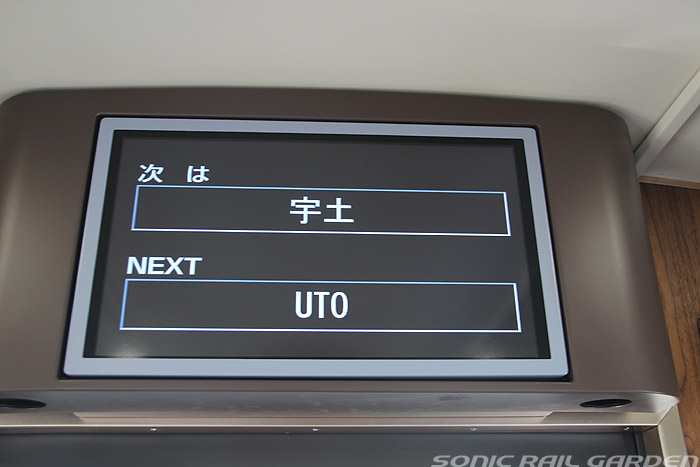 次は
宇土
NEXT
UTO
SONIC RAIL GARDEN